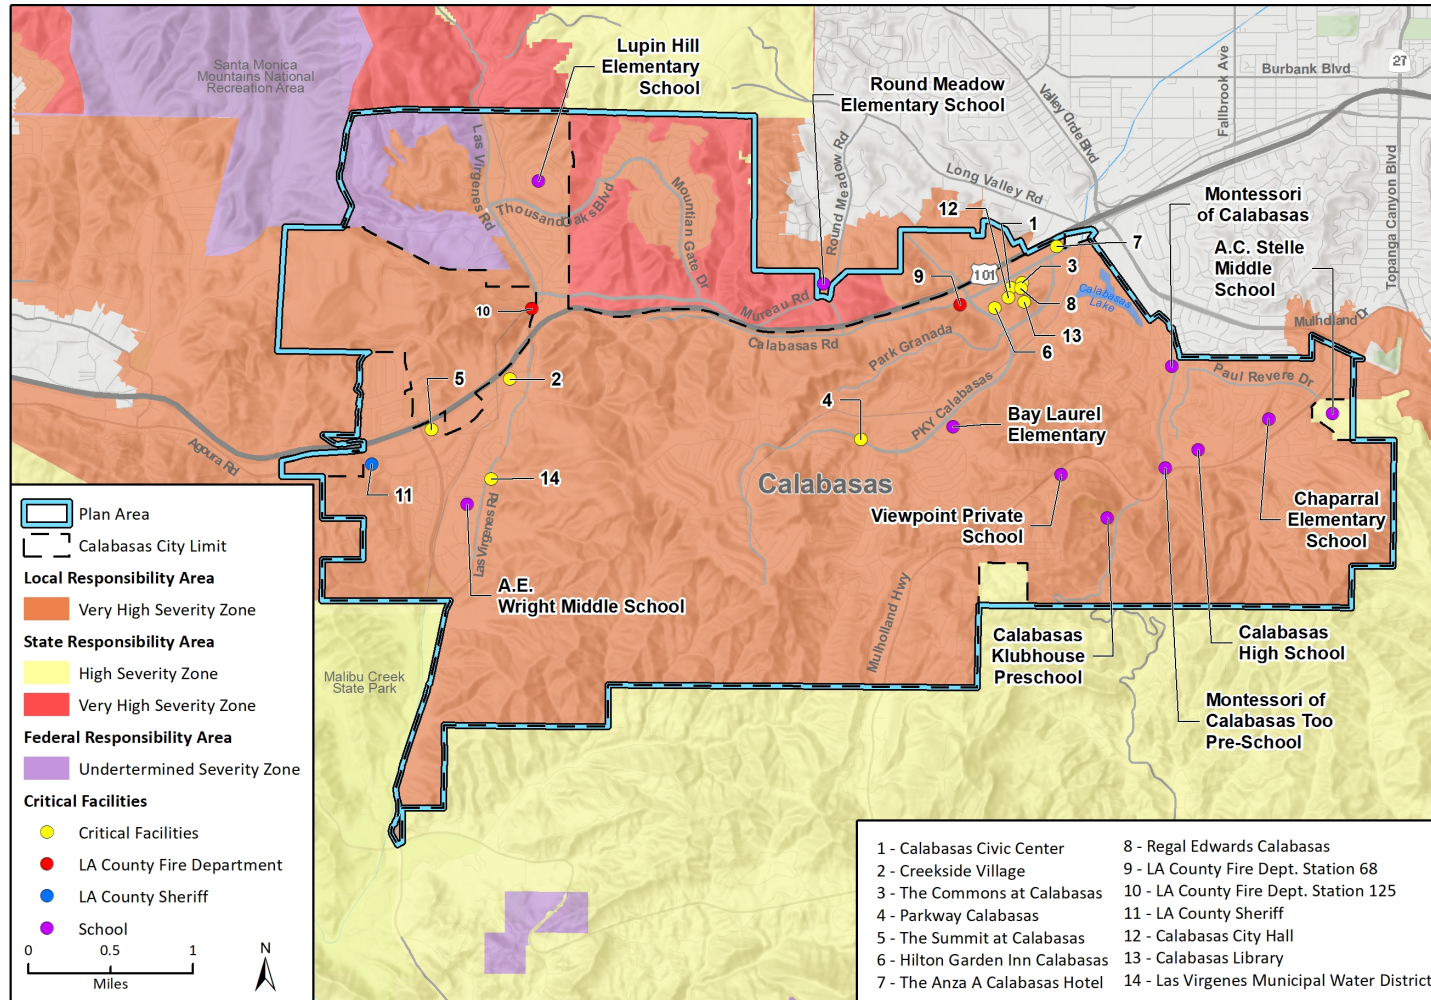 Santa Monica
Mountains National
Recreation Area
Lupin Hill
Elementary
School
Round Meadow
Elementary School
Burbank Blvd
27
Fallbrook Ave
Valley Circle Blvd
Topanga Canyon Blvd
Las Virgenes Rd
Thousand Oaks Blvd
Mountian Gate Dr
Round Meadow Rd
Long Valley Rd
Montessori
of Calabasas
A.C. Stelle
Middle
School
12
1
7
101
3
9
8
Calabasas
Lake
10
Mureau Rd
Calabasas Rd
Park Granada
13
6
Mulholland Dr
Paul Revere Dr
5
2
4
PKY Calabasas
Bay Laurel
Elementary
Agoura Rd
11
14
Calabasas
Las Virgenes Rd
Viewpoint Private
School
Chaparral
Elementary
School
A.E.
Wright Middle School
Mulholland Hwy
Calabasas
Klubhouse
Preschool
Calabasas
High School
Montessori of
Calabasas Too
Pre-School
Malibu Creek
State Park
Plan Area
Calabasas City Limit
Local Responsibility Area
Very High Severity Zone
State Responsibility Area
High Severity Zone
Very High Severity Zone
Federal Responsibility Area
Undertermined Severity Zone
Critical Facilities
Critical Facilities
LA County Fire Department
LA County Sheriff
School
0 0.5 1
Miles
N
1 - Calabasas Civic Center
2 - Creekside Village
3 - The Commons at Calabasas
4 - Parkway Calabasas
5 - The Summit at Calabasas
6 - Hilton Garden Inn Calabasas
7 - The Anza A Calabasas Hotel
8 - Regal Edwards Calabasas
9 - LA County Fire Dept. Station 68
10 - LA County Fire Dept. Station 125
11 - LA County Sheriff
12 - Calabasas City Hall
13 - Calabasas Library
14 - Las Virgenes Municipal Water District